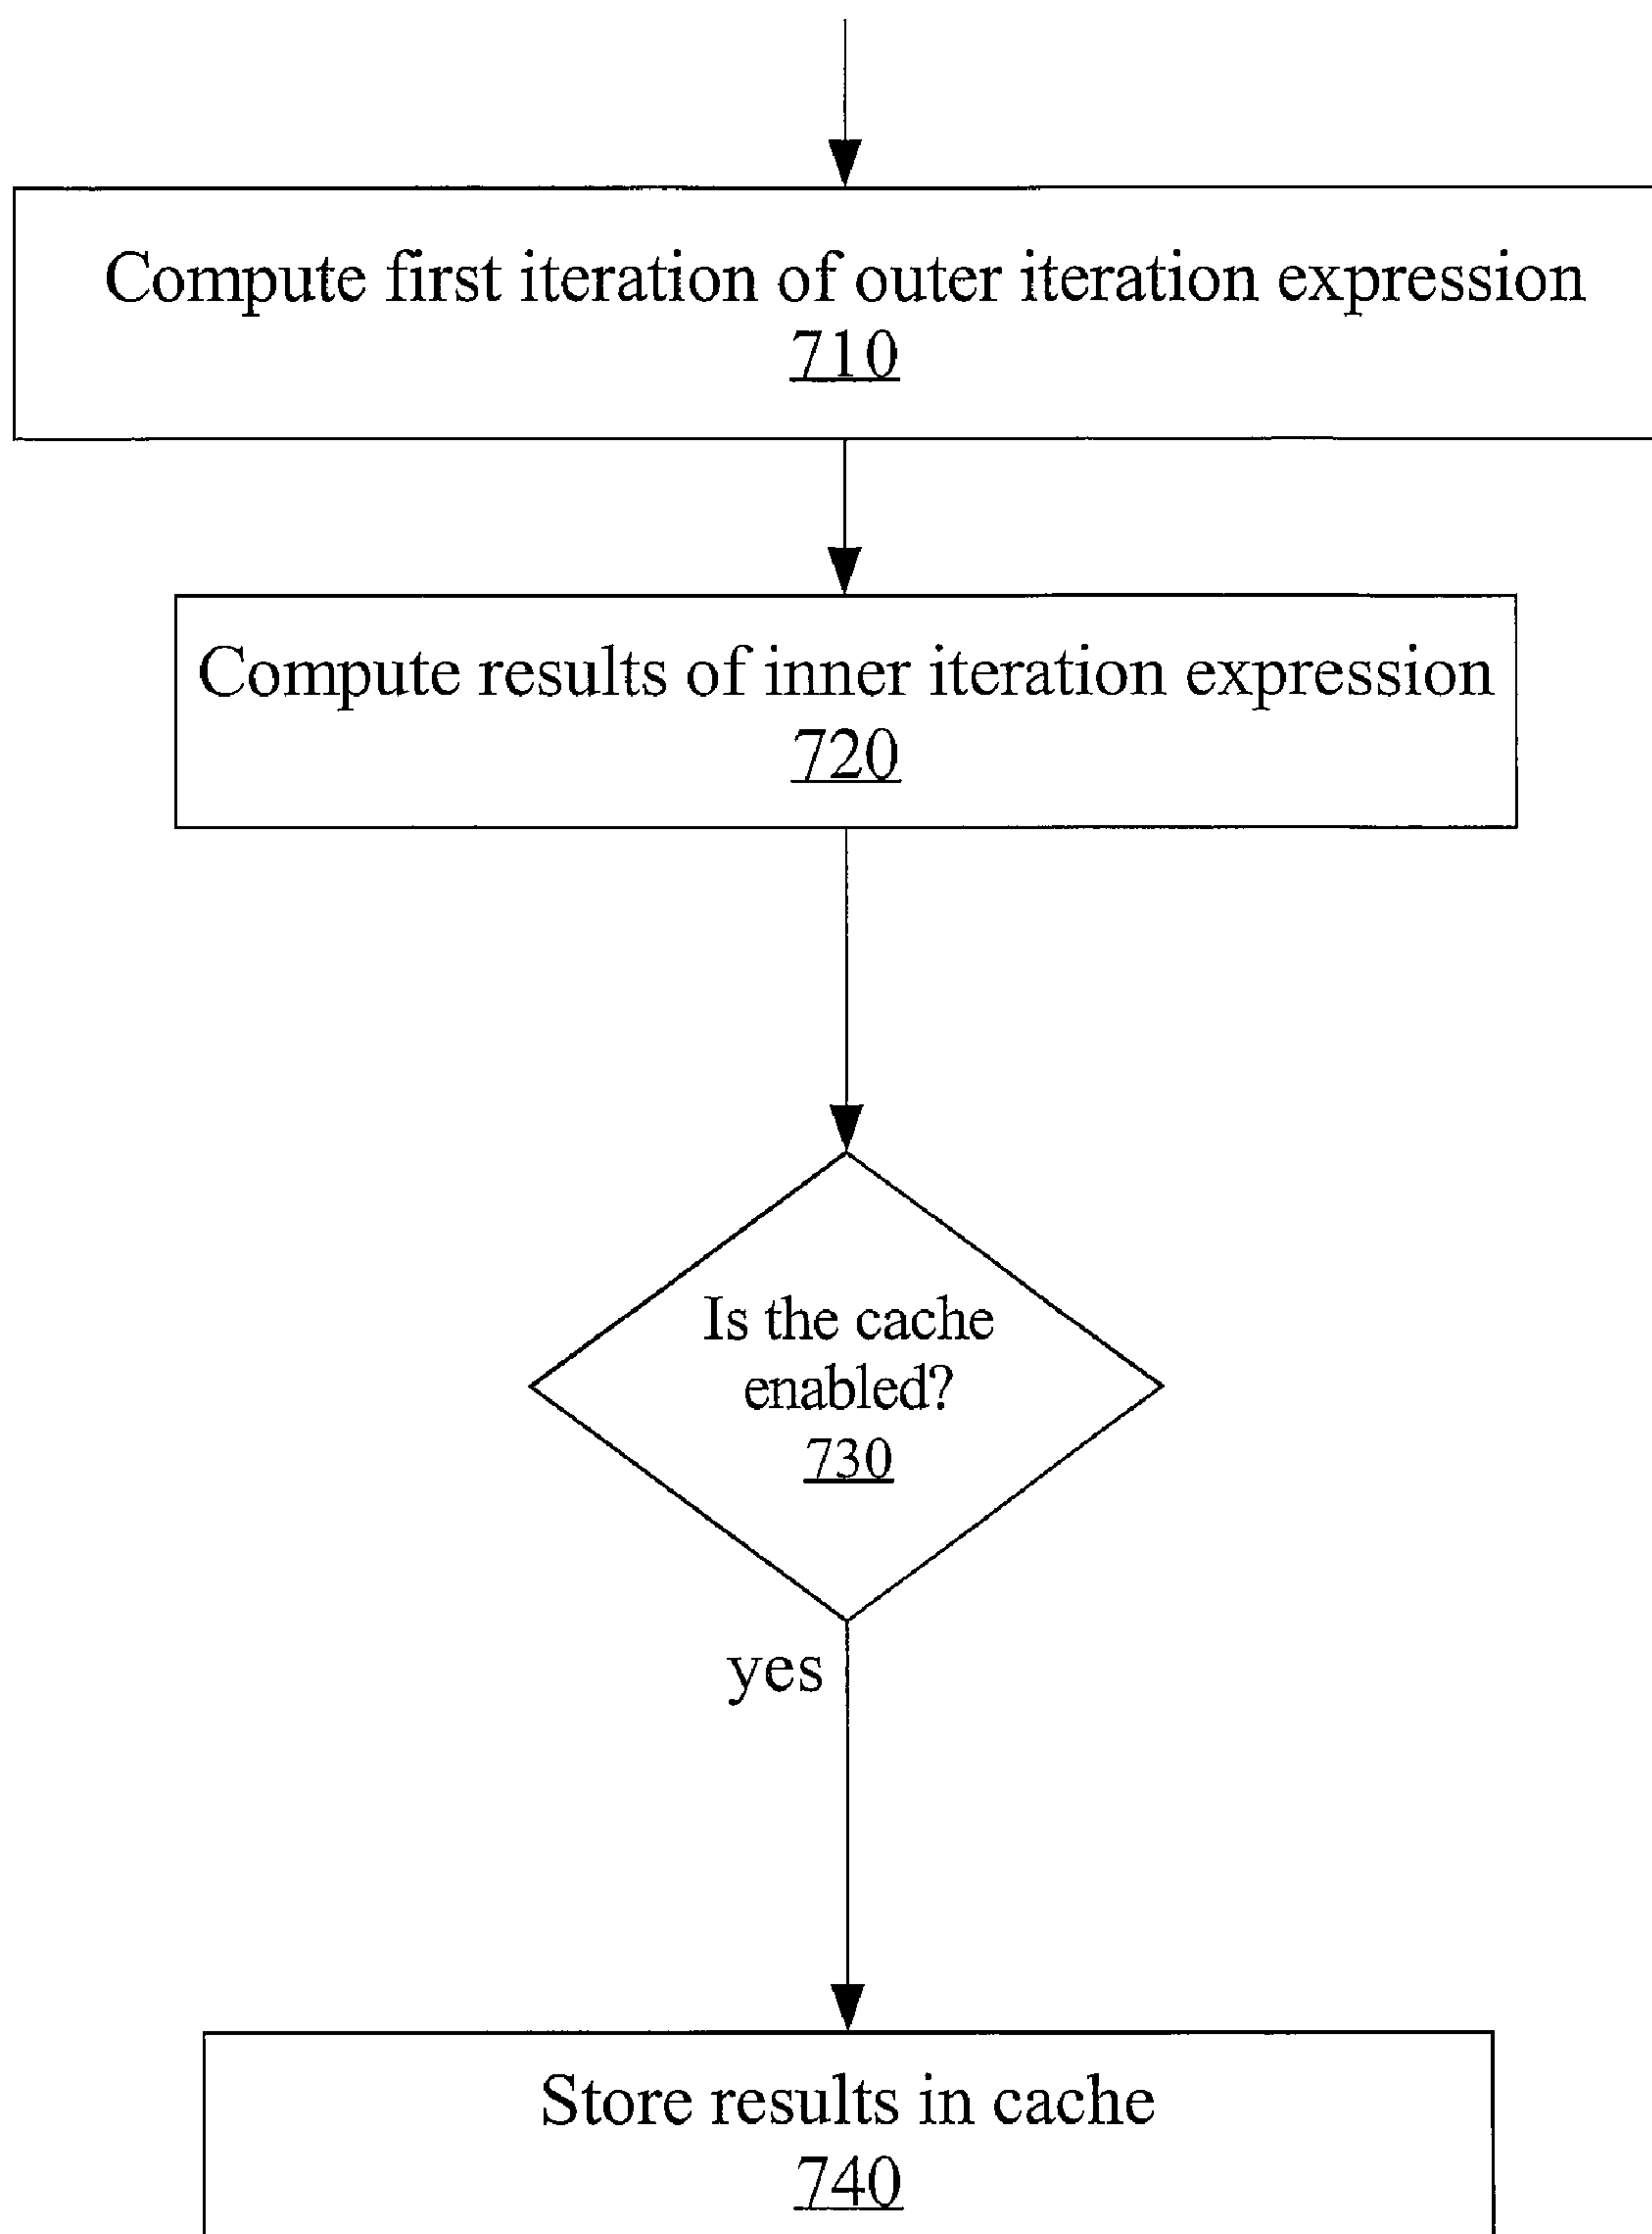 Compute first iteration of outer iteration expression
710
Compute results of inner iteration expression
720
Is the cache
enabled?
730
yes
Store results in cache
740